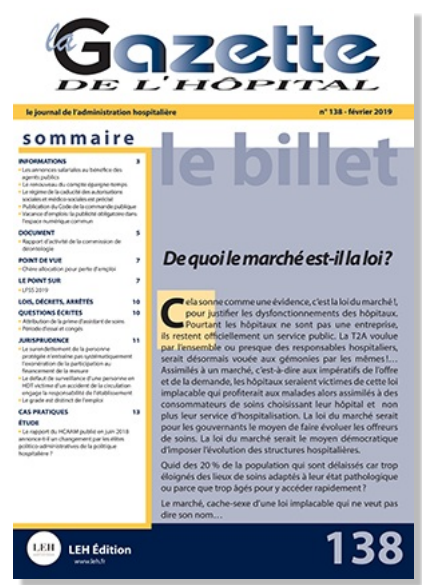 la
Gazette
DE L'HÔPITAL
le journal de l'administration hospitalière
n° 138 - février 2019
sommaire
INFORMATIONS 3
Les annonces salariales au bénéfice des
agents publics
Le renouveau du compte épargne-temps
Le régime de la caducité des autorisations
sociales et médico-sociales est précisé
Publication du Code de la commande publique
Vacance d'emplois: la publicité obligatoire dans
l'espace numérique commun
DOCUMENT 5
Rapport d'activité de la commission de
déontologie
POINT DE VUE 7
Chère allocation pour perte d'emploi
LE POINT SUR 7
LFSS 2019
LOIS, DÉCRETS, ARRÊTÉS 10
QUESTIONS ÉCRITES 10
Attribution de la prime d'assistant de soins
Période d'essai et congés
JURISPRUDENCE 11
Le surendettement de la personne
protégée n'entraîne pas systématiquement
l'exonération de la participation au
financement de la mesure
Le défaut de surveillance d'une personne en
HDT victime d'un accident de la circulation
engage la responsabilité de l'établissement
Le grade est distinct de l'emploi
CAS PRATIQUES 13
ÉTUDE
Le rapport du HCAAM publié en juin 2018
annonce-t-il un changement par les élites
politico-administratives de la politique
hospitalière ?
le billet
De quoi le marché est-il la loi ?
Cela sonne comme une évidence, c'est la loi du marché !,
pour justifier les dysfonctionnements des hôpitaux.
Pourtant les hôpitaux ne sont pas une entreprise,
ils restent officiellement un service public. La T2A voulue
par l'ensemble ou presque des responsables hospitaliers,
serait désormais vouée aux gémonies par les mêmes!…
Assimilés à un marché, c'est-à-dire aux impératifs de l'offre
et de la demande, les hôpitaux seraient victimes de cette loi
implacable qui profiterait aux malades alors assimilés à des
consommateurs de soins choisissant leur hôpital et non
plus leur service d'hospitalisation. La loi du marché serait
pour les gouvernants le moyen de faire évoluer les offreurs
de soins. La loi du marché serait le moyen démocratique
d'imposer l'évolution des structures hospitalières.
Quid des 20 % de la population qui sont délaissés car trop
éloignés des lieux de soins adaptés à leur état pathologique
ou parce que trop âgés pour y accéder rapidement ?
Le marché, cache-sexe d'une loi implacable qui ne veut pas
dire son nom…
LEH
LEH Édition
www.leh.fr
138